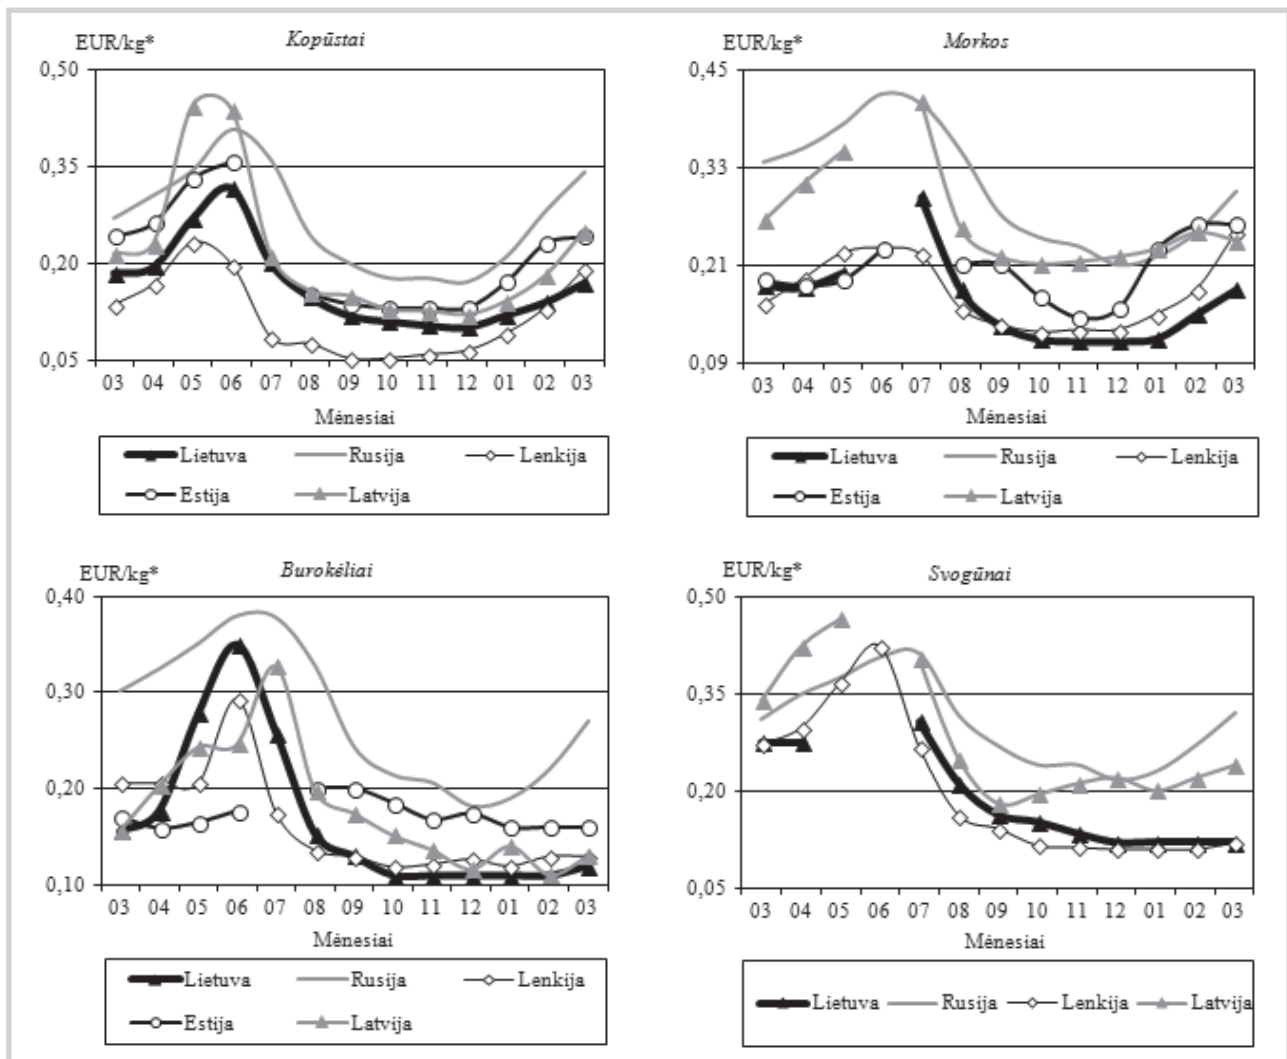 EUR/kg* Kopūstai
0,50
0,35
0,20
0,05
03 04 05 06 07 08 09 10 11 12 01 02 03
Mėnesiai
Lietuva Rusija Lenkija
Estija Latvija
EUR/kg* Morkos
0,45
0,33
0,21
0,09
03 04 05 06 07 08 09 10 11 12 01 02 03
Mėnesiai
Lietuva Rusija Lenkija
Estija Latvija
EUR/kg* Burokėliai
0,40
0,30
0,20
0,10
03 04 05 06 07 08 09 10 11 12 01 02 03
Mėnesiai
Lietuva Rusija Lenkija
Estija Latvija
EUR/kg* Svogūnai
0,50
0,35
0,20
0,05
03 04 05 06 07 08 09 10 11 12 01 02 03
Mėnesiai
Lietuva Rusija Lenkija Latvija